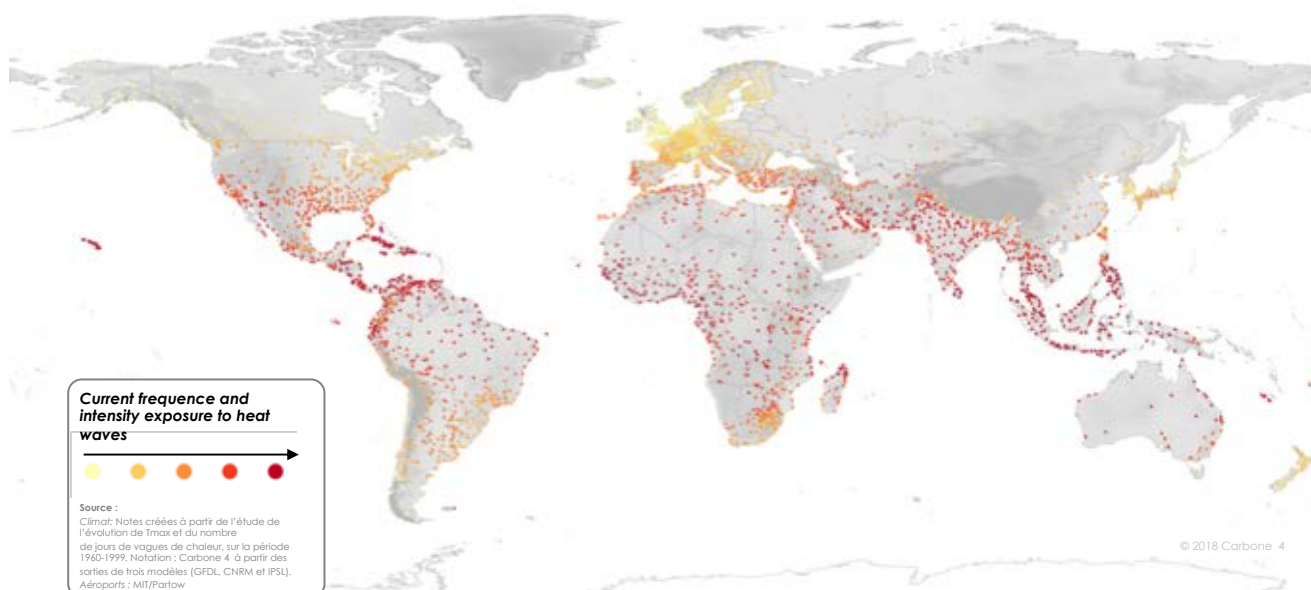 Current frequence and
intensity exposure to heat
waves
Source :
Climat: Notes créées à partir de l'étude de
l'évolution de Tmax et du nombre
de jours de vagues de chaleur, sur la période
1960-1999. Notation : Carbone 4 à partir des
sorties de trois modèles (GFDL, CNRM et IPSL).
Aéroports : MIT/Partow
© 2018 Carbone 4